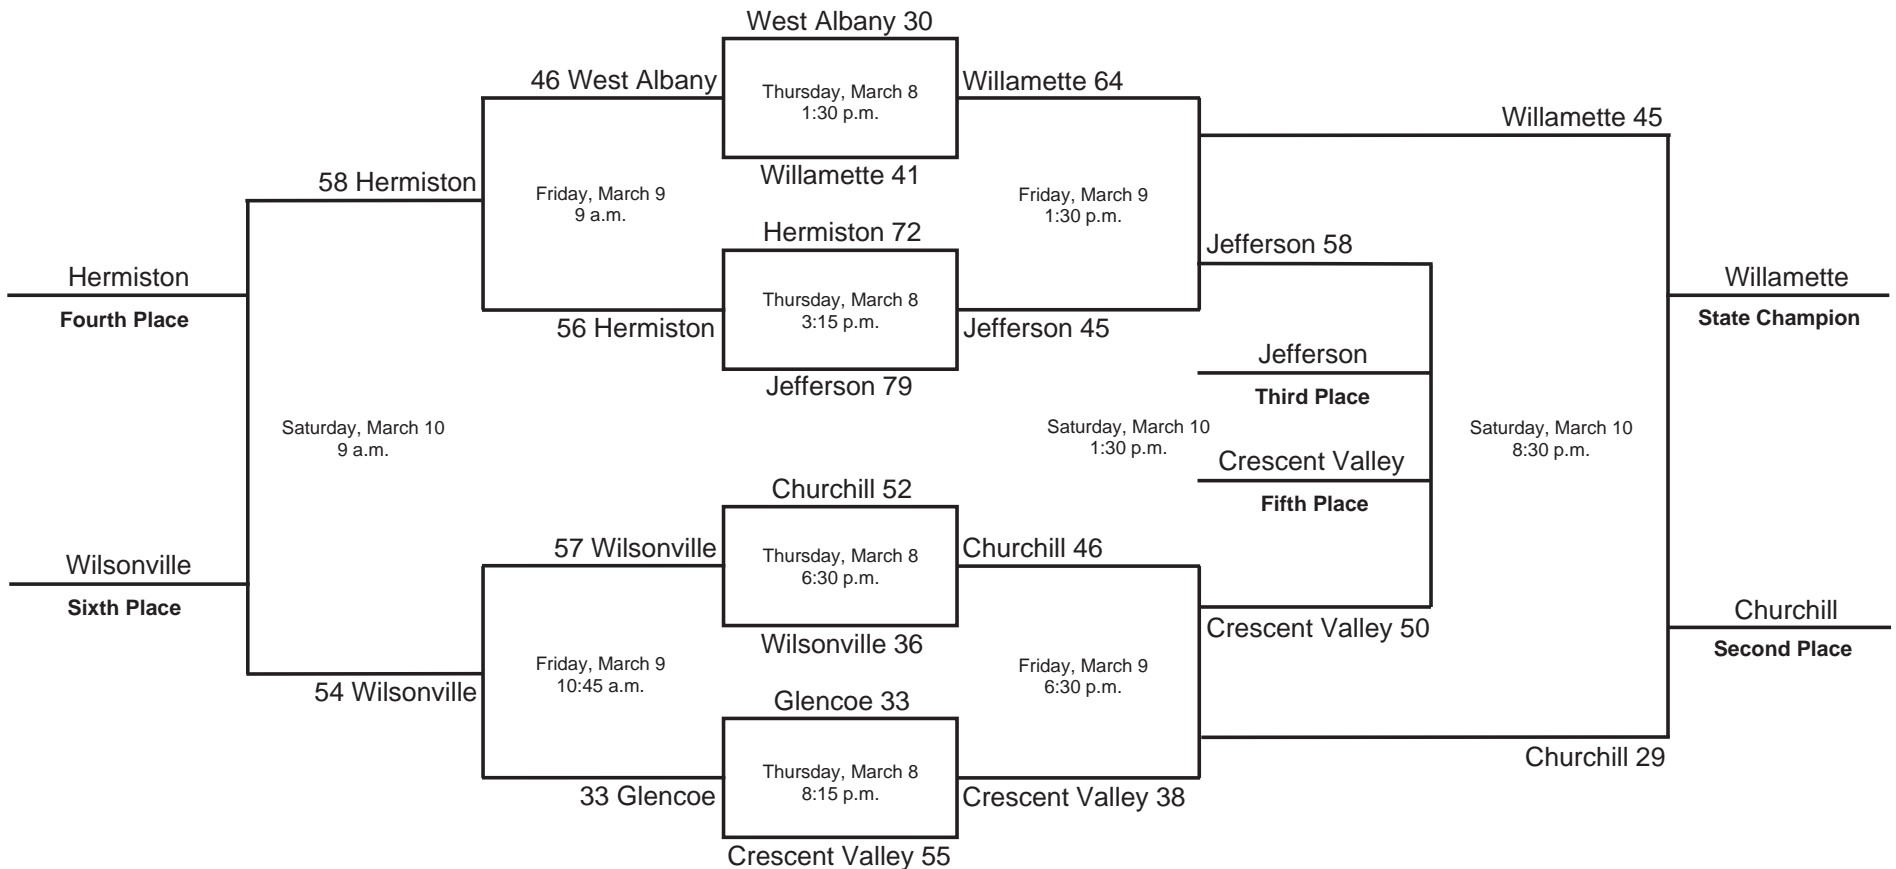 West Albany 30
46 West Albany
Thursday, March 8
1:30 p.m.
Willamette 64
Willamette 45
Willamette 41
58 Hermiston
Friday, March 9
9 a.m.
Friday, March 9
1:30 p.m.
Hermiston 72
Jefferson 58
Hermiston
Fourth Place
Thursday, March 8
3:15 p.m.
Willamette
State Champion
56 Hermiston
Jefferson 45
Jefferson
Third Place
Jefferson 79
Saturday, March 10
9 a.m.
Saturday, March 10
1:30 p.m.
Saturday, March 10
8:30 p.m.
Crescent Valley
Fifth Place
Churchill 52
57 Wilsonville
Thursday, March 8
6:30 p.m.
Churchill 46
Wilsonville
Sixth Place
Churchill
Second Place
Crescent Valley 50
Wilsonville 36
Friday, March 9
10:45 a.m.
Friday, March 9
6:30 p.m.
54 Wilsonville
Glencoe 33
Churchill 29
Thursday, March 8
8:15 p.m.
33 Glencoe
Crescent Valley 38
Crescent Valley 55